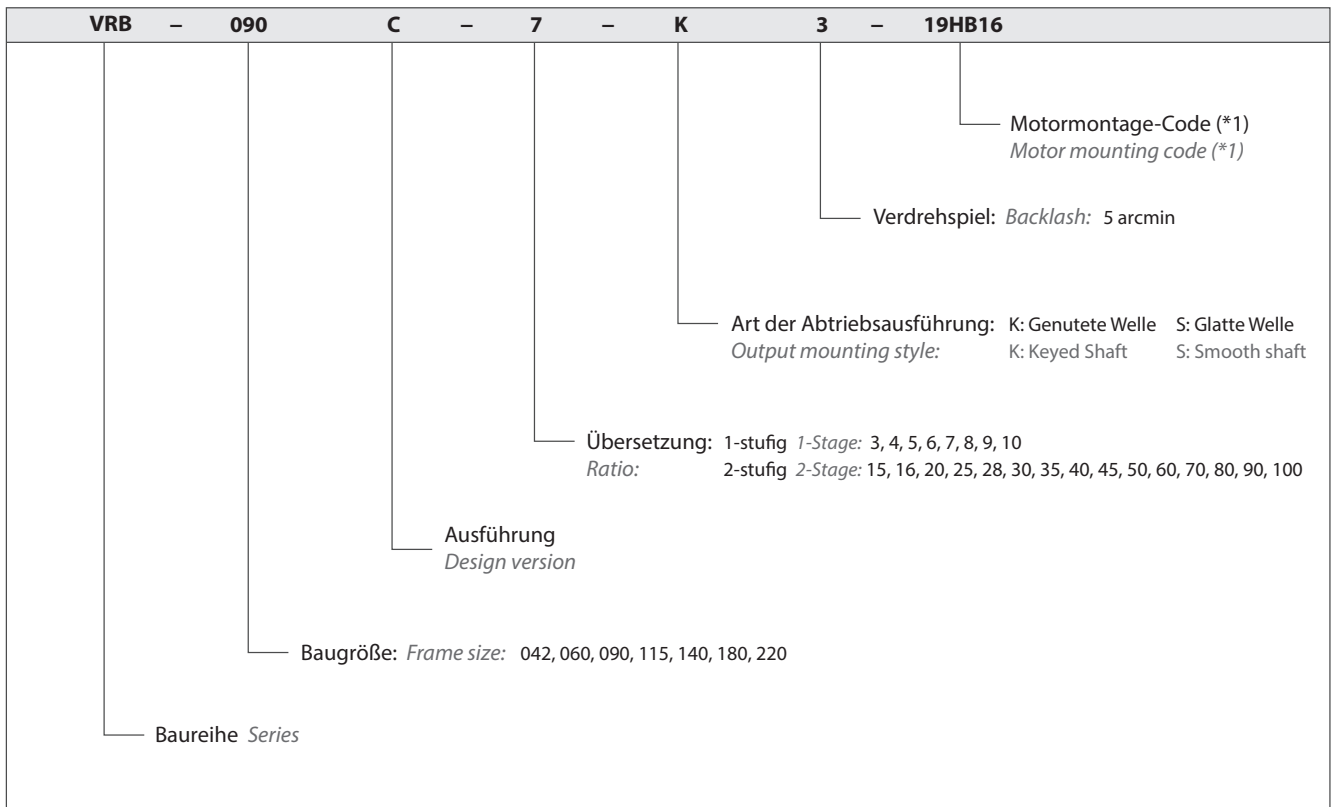 VRB – 090 C – 7 – K 3 – 19HB16
Motormontage-Code (*1)
Motor mounting code (*1)
Verdrehspiel: Backlash: 5 arcmin
Art der Abtriebsausführung: K: Genutete Welle S: Glatte Welle
Output mounting style: K: Keyed Shaft S: Smooth shaft
Übersetzung: 1-stufig 1-Stage: 3, 4, 5, 6, 7, 8, 9, 10
Ratio: 2-stufig 2-Stage: 15, 16, 20, 25, 28, 30, 35, 40, 45, 50, 60, 70, 80, 90, 100
Ausführung
Design version
Baugröße: Frame size: 042, 060, 090, 115, 140, 180, 220
Baureihe Series